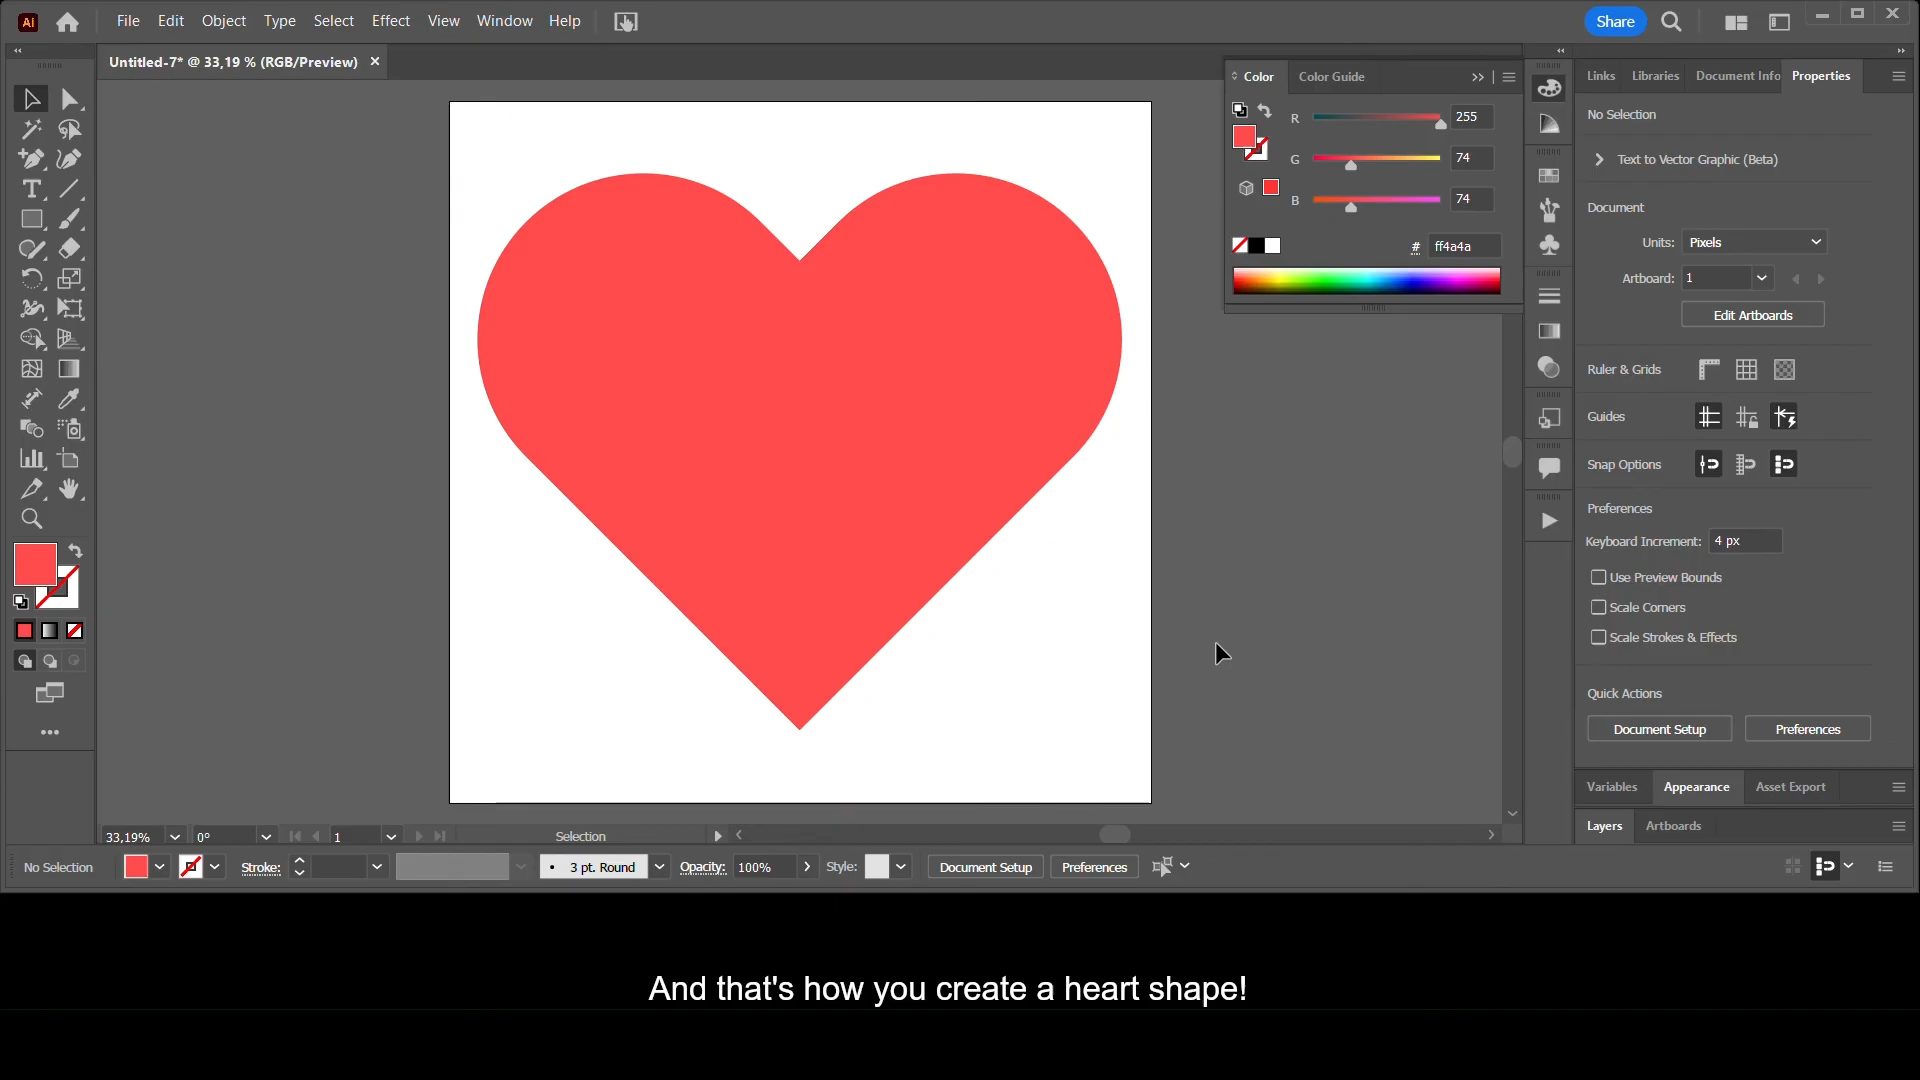 Ai File Edit Object Type Select Effect View Window Help Share
Untitled-7* @ 33,19 % (RGB/Preview) ×
Color Color Guide
R 255
G 74
B 74
# ff4a4a
Links Libraries Document Info Properties
No Selection
Text to Vector Graphic (Beta)
Document
Units: Pixels
Artboard: 1
Edit Artboards
Ruler & Grids
Guides
Snap Options
Preferences
Keyboard Increment: 4 px
Use Preview Bounds
Scale Corners
Scale Strokes & Effects
Quick Actions
Document Setup Preferences
Variables Appearance Asset Export
Layers Artboards
33,19% 0° 1 Selection
No Selection Stroke: 3 pt. Round Opacity: 100% Style: Document Setup Preferences
And that's how you create a heart shape!